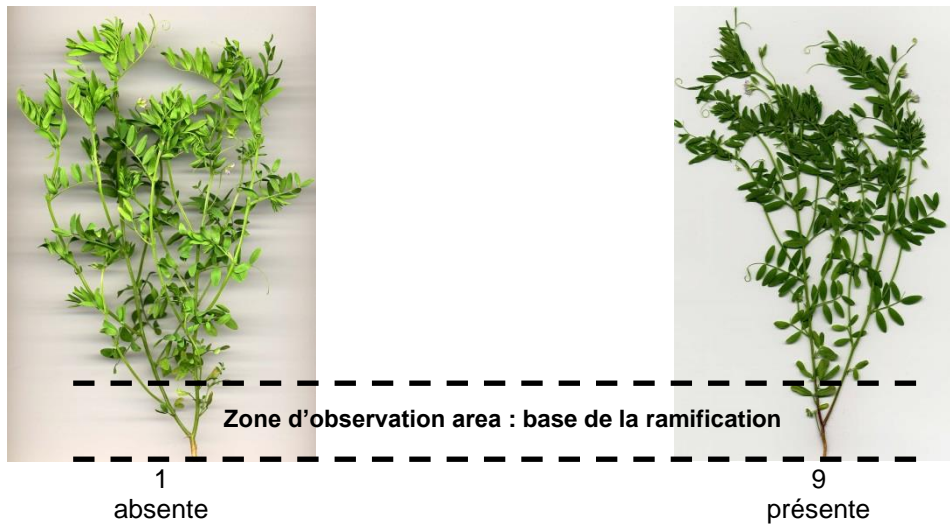 Zone d’observation area : base de la ramification
1
absente
9
présente